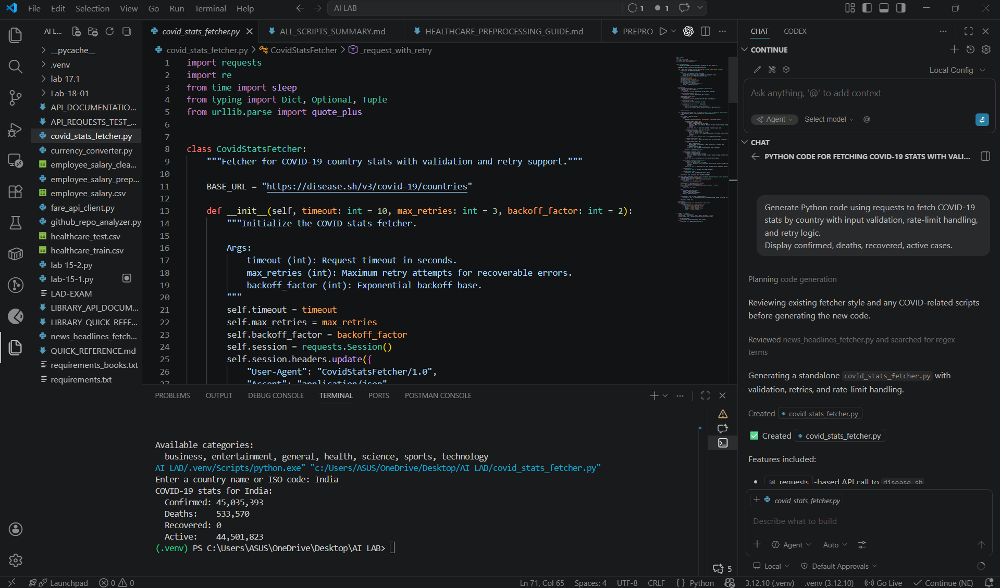 File Edit Selection View Go Run Terminal Help
AI LAB
1 1
AI L...
__pycache__
.venv
lab 17.1
Lab-18-01
API_DOCUMENTATIO...
API_REQUESTS_TEST_...
covid_stats_fetcher.py
currency_converter.py
employee_salary_clea...
employee_salary_prep...
employee_salary.csv
fare_api_client.py
github_repo_analyzer.py
healthcare_test.csv
healthcare_train.csv
lab 15-2.py
lab-15-1.py
LAD-EXAM
LIBRARY_API_DOCUM...
LIBRARY_QUICK_REFE...
news_headlines_fetch...
QUICK_REFERENCE.md
requirements_books.txt
requirements.txt
covid_stats_fetcher.py ALL_SCRIPTS_SUMMARY.md HEALTHCARE_PREPROCESSING_GUIDE.md PREPRO
covid_stats_fetcher.py > CovidStatsFetcher > _request_with_retry
1 import requests
2 import re
3 from time import sleep
4 from typing import Dict, Optional, Tuple
5 from urllib.parse import quote_plus
6
7
8 class CovidStatsFetcher:
9 """Fetcher for COVID-19 country stats with validation and retry support."""
10
11 BASE_URL = "https://disease.sh/v3/covid-19/countries"
12
13 def __init__(self, timeout: int = 10, max_retries: int = 3, backoff_factor: int = 2):
14 """Initialize the COVID stats fetcher.
15
16 Args:
17 timeout (int): Request timeout in seconds.
18 max_retries (int): Maximum retry attempts for recoverable errors.
19 backoff_factor (int): Exponential backoff base.
20 """
21 self.timeout = timeout
22 self.max_retries = max_retries
23 self.backoff_factor = backoff_factor
24 self.session = requests.Session()
25 self.session.headers.update({
26 "User-Agent": "CovidStatsFetcher/1.0",
27 "Accept": "application/json"
PROBLEMS OUTPUT DEBUG CONSOLE TERMINAL PORTS POSTMAN CONSOLE
Available categories:
business, entertainment, general, health, science, sports, technology
AI LAB/.venv/Scripts/python.exe" "c:/Users/ASUS/OneDrive/Desktop/AI LAB/covid_stats_fetcher.py"
Enter a country name or ISO code: India
COVID-19 stats for India:
Confirmed: 45,035,393
Deaths: 533,570
Recovered: 0
Active: 44,501,823
(.venv) PS C:\Users\ASUS\OneDrive\Desktop\AI LAB>
5
CHAT CODEX
CONTINUE
Local Config
Ask anything, '@' to add context
Agent Select model @
CHAT
PYTHON CODE FOR FETCHING COVID-19 STATS WITH VALI...
Generate Python code using requests to fetch COVID-19
stats by country with input validation, rate-limit handling,
and retry logic.
Display confirmed, deaths, recovered, active cases.
Planning code generation
Reviewing existing fetcher style and any COVID-related scripts
before generating the new code.
Reviewed news_headlines_fetcher.py and searched for regex
terms
Generating a standalone covid_stats_fetcher.py with
validation, retries, and rate-limit handling.
Created covid_stats_fetcher.py
✅ Created covid_stats_fetcher.py
Features included:
• requests -based API call to disease.sh
+ covid_stats_fetcher.py
Describe what to build
Agent Auto
Local Default Approvals
Launchpad 0 0 Ln 71, Col 65 Spaces: 4 UTF-8 CRLF { } Python 3.12.10 (.venv) .venv (3.12.10) Go Live Continue (NE)